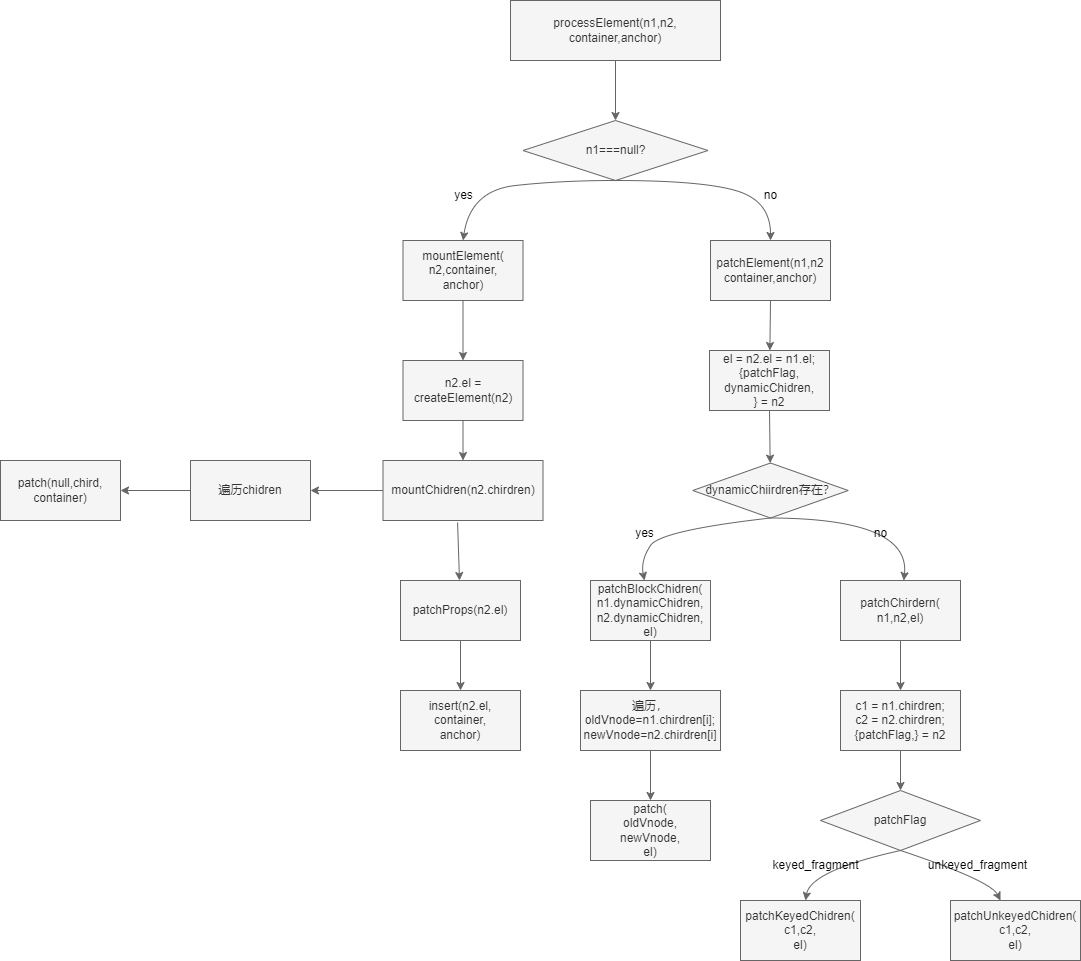 processElement(n1,n2,
container,anchor)
n1===null?
yes
no
mountElement(
n2,container,
anchor)
patchElement(n1,n2
container,anchor)
n2.el =
createElement(n2)
el = n2.el = n1.el;
{patchFlag,
dynamicChidren,
} = n2
patch(null,chird,
container)
遍历chidren
mountChidren(n2.chirdren)
dynamicChiirdren存在?
yes
no
patchProps(n2.el)
patchBlockChidren(
n1.dynamicChidren,
n2.dynamicChidren,
el)
patchChirdern(
n1,n2,el)
insert(n2.el,
container,
anchor)
遍历，
oldVnode=n1.chirdren[i];
newVnode=n2.chirdren[i]
c1 = n1.chirdren;
c2 = n2.chirdren;
{patchFlag,} = n2
patch(
oldVnode,
newVnode,
el)
patchFlag
keyed_fragment
unkeyed_fragment
patchKeyedChidren(
c1,c2,
el)
patchUnkeyedChidren(
c1,c2,
el)